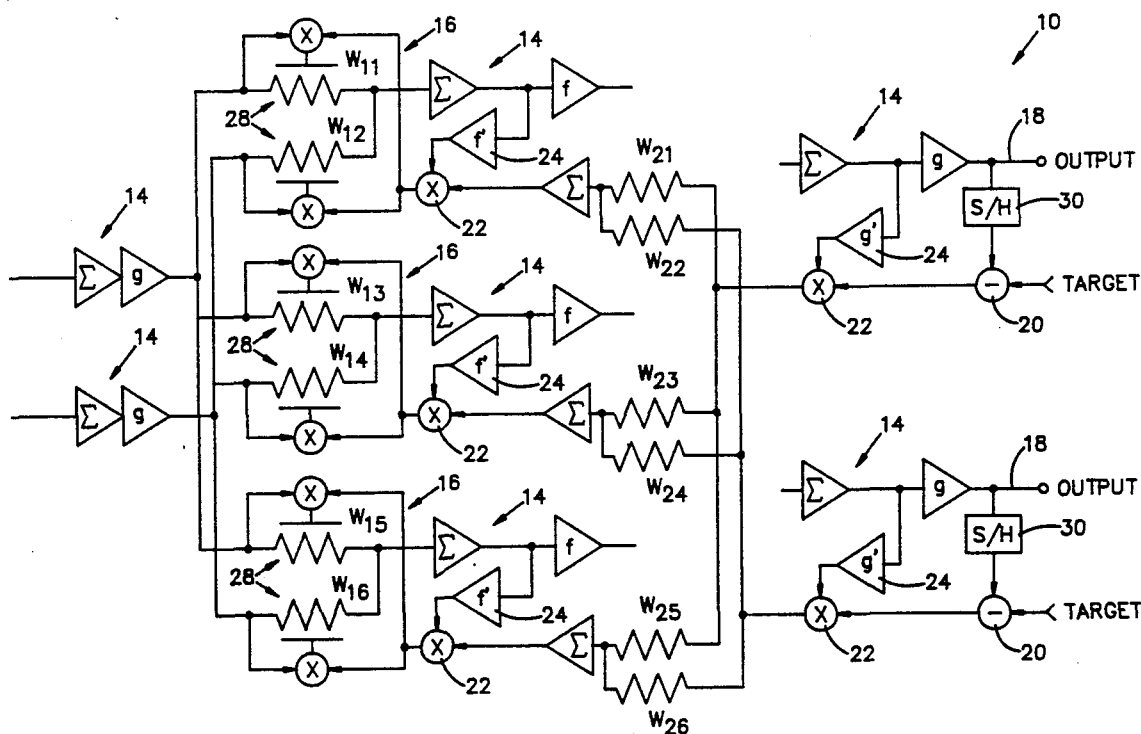 16
14
10
X
W11
Σ
f
28
W12
f'
24
14
W21
Σ
g
18
OUTPUT
X
X
22
Σ
W22
S/H
30
g'
24
X
22
−
20
TARGET
14
Σ
g
16
14
X
W13
Σ
f
28
W14
f'
24
W23
14
Σ
g
X
X
22
Σ
W24
14
Σ
g
18
OUTPUT
S/H
30
g'
24
X
22
−
20
TARGET
16
14
X
W15
Σ
f
28
W16
f'
24
W25
X
X
22
Σ
W26